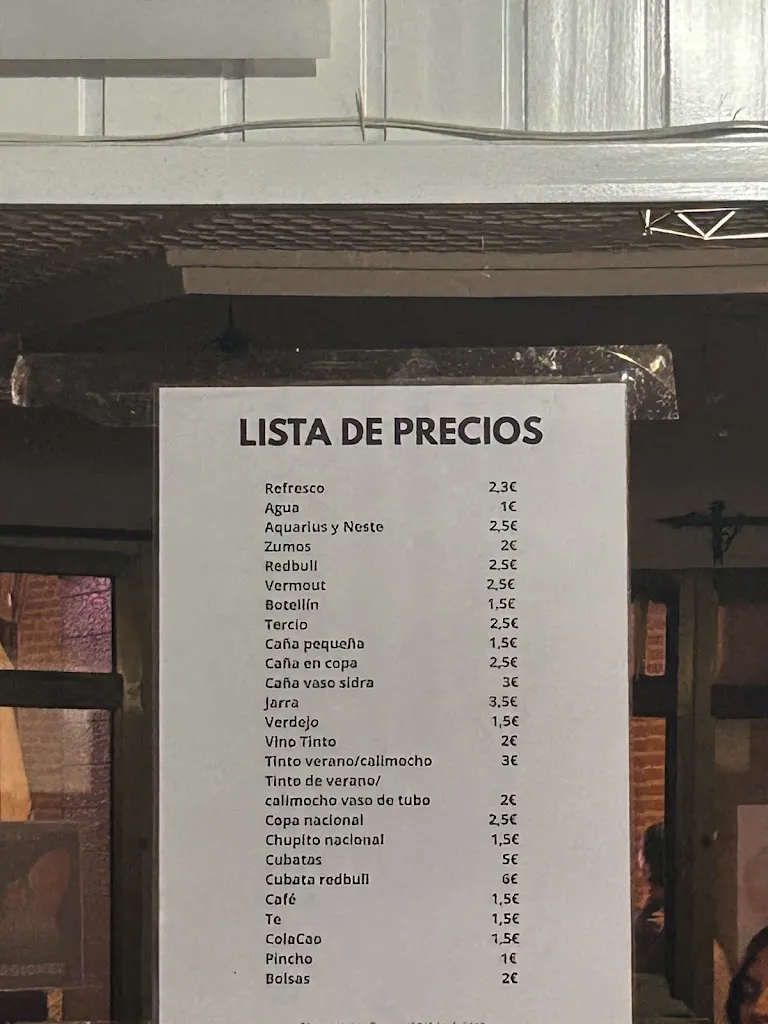 LISTA DE PRECIOS
Refresco 2,3€
Agua 1€
Aquarius y Neste 2,5€
Zumos 2€
Redbull 2,5€
Vermout 2,5€
Botellín 1,5€
Tercio 2,5€
Caña pequeña 1,5€
Caña en copa 2,5€
Caña vaso sidra 3€
Jarra 3,5€
Verdejo 1,5€
Vino Tinto 2€
Tinto verano/calimocho 3€
Tinto de verano/
calimocho vaso de tubo 2€
Copa nacional 2,5€
Chupito nacional 1,5€
Cubatas 5€
Cubata redbull 6€
Café 1,5€
Te 1,5€
ColaCao 1,5€
Pincho 1€
Bolsas 2€